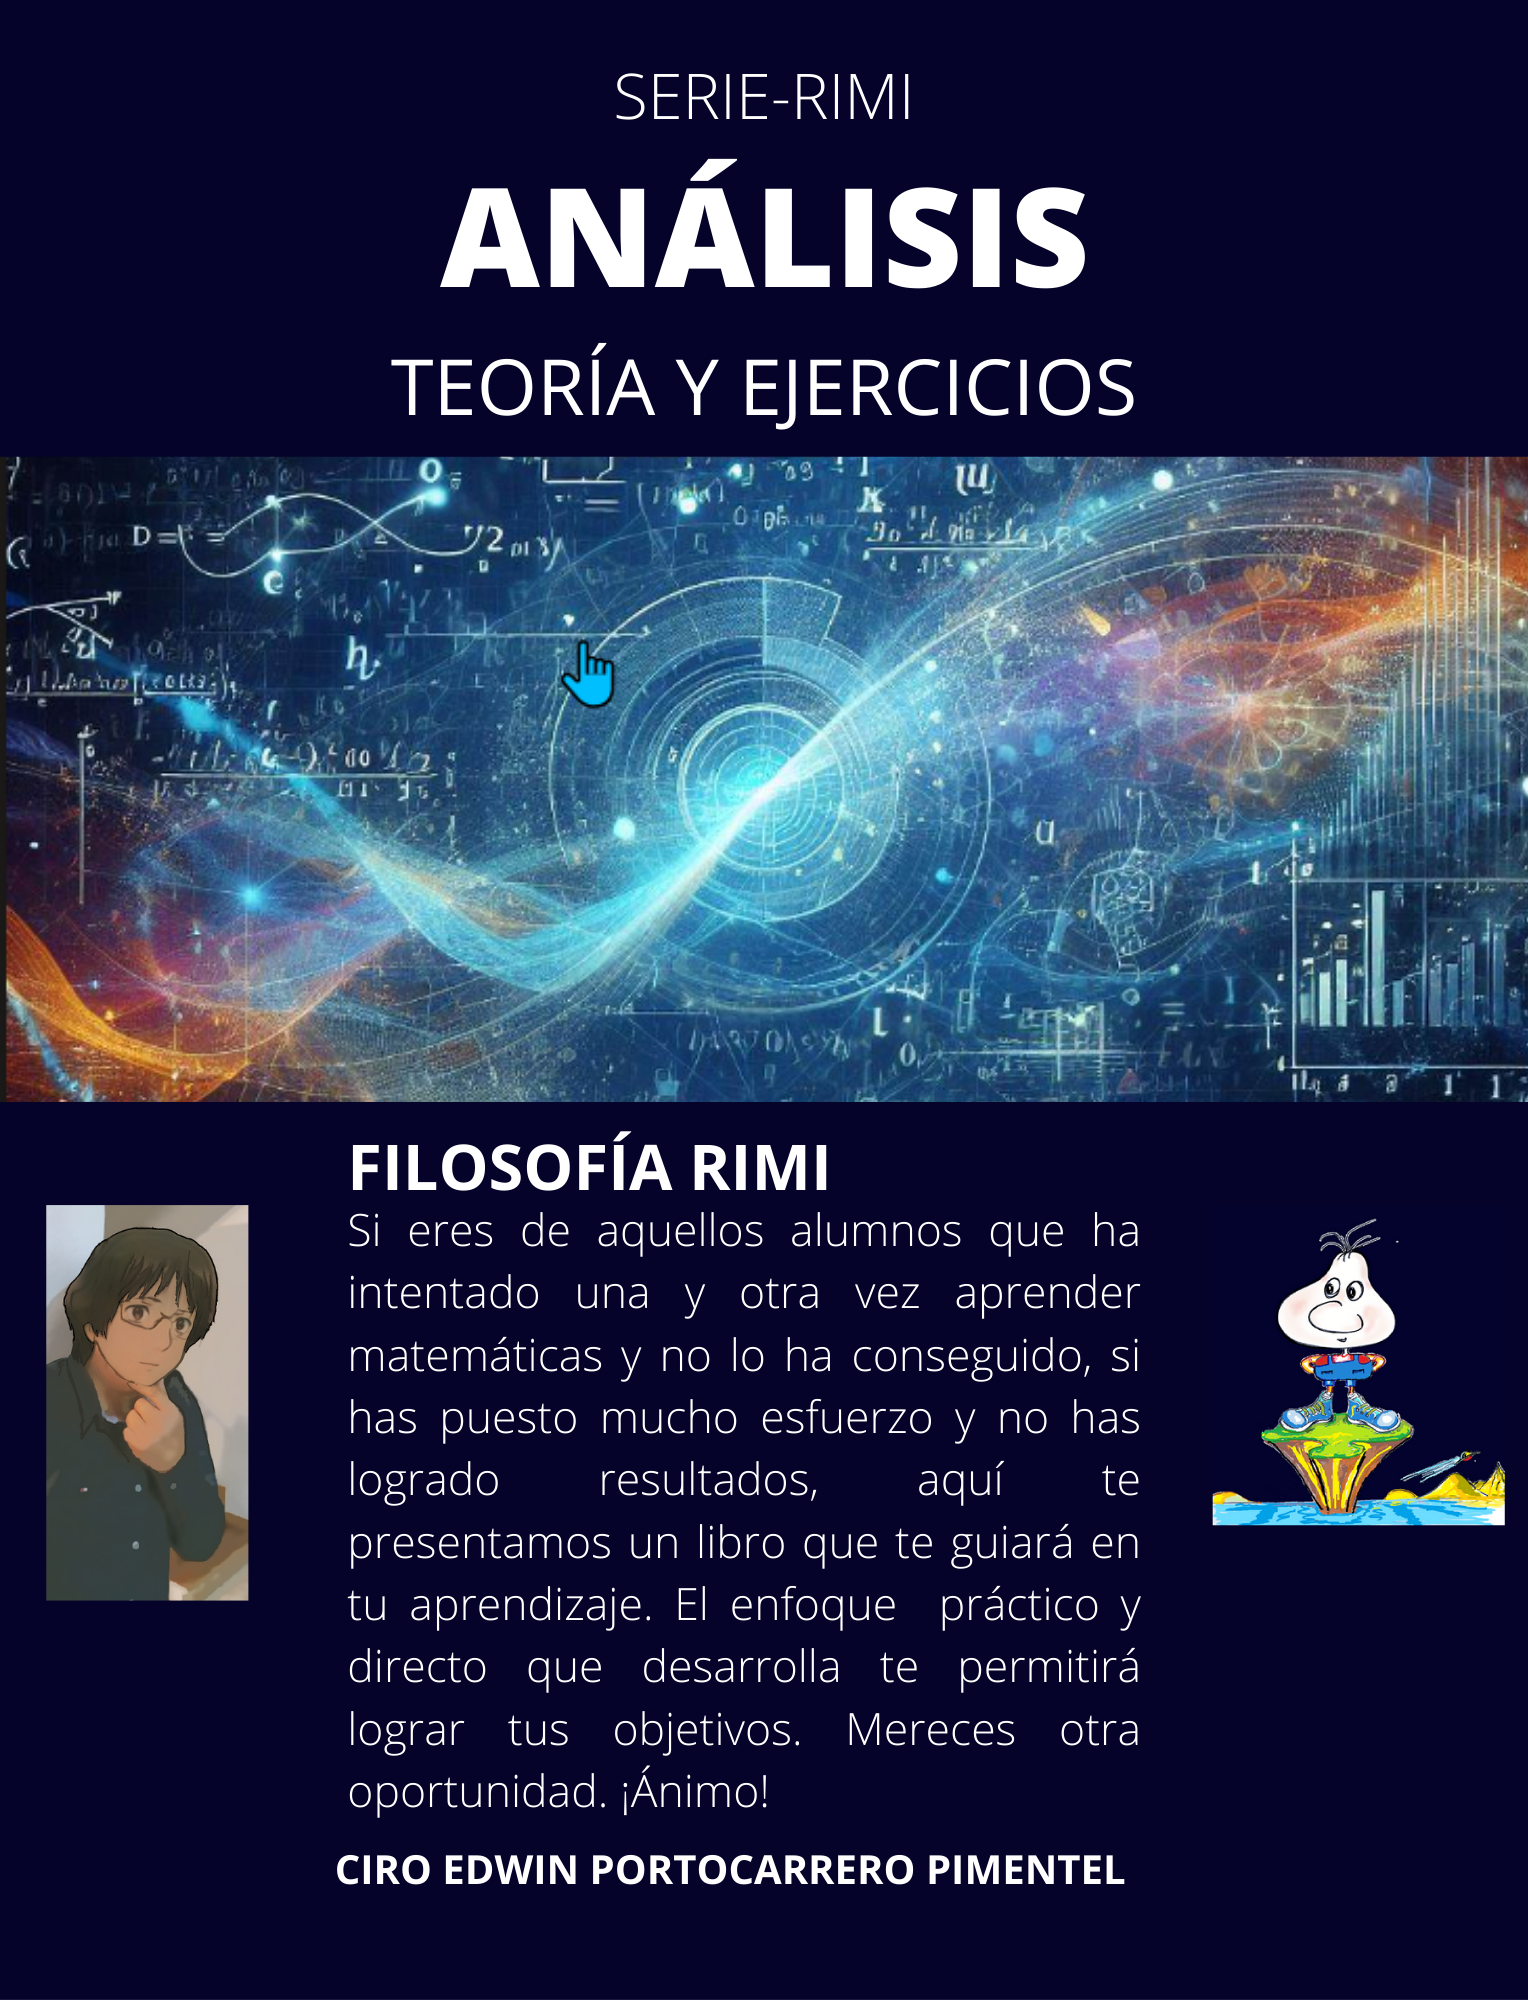 SERIE-RIMI
ANÁLISIS
TEORÍA Y EJERCICIOS
FILOSOFÍA RIMI
Si eres de aquellos alumnos que ha
intentado una y otra vez aprender
matemáticas y no lo ha conseguido, si
has puesto mucho esfuerzo y no has
logrado resultados, aquí te
presentamos un libro que te guiará en
tu aprendizaje. El enfoque práctico y
directo que desarrolla te permitirá
lograr tus objetivos. Mereces otra
oportunidad. ¡Ánimo!
CIRO EDWIN PORTOCARRERO PIMENTEL